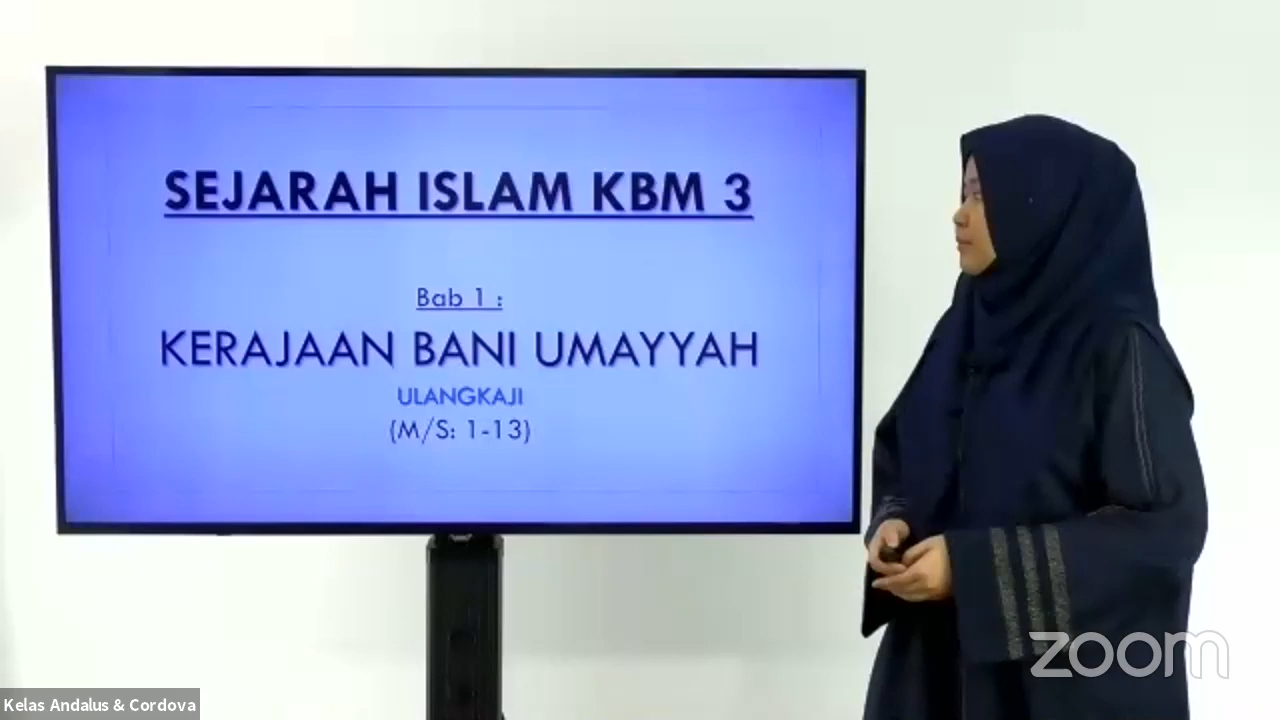 SEJARAH ISLAM KBM 3
Bab 1 :
KERAJAAN BANI UMAYYAH
ULANGKAJI
(M/S: 1-13)
zoom
Kelas Andalus & Cordova